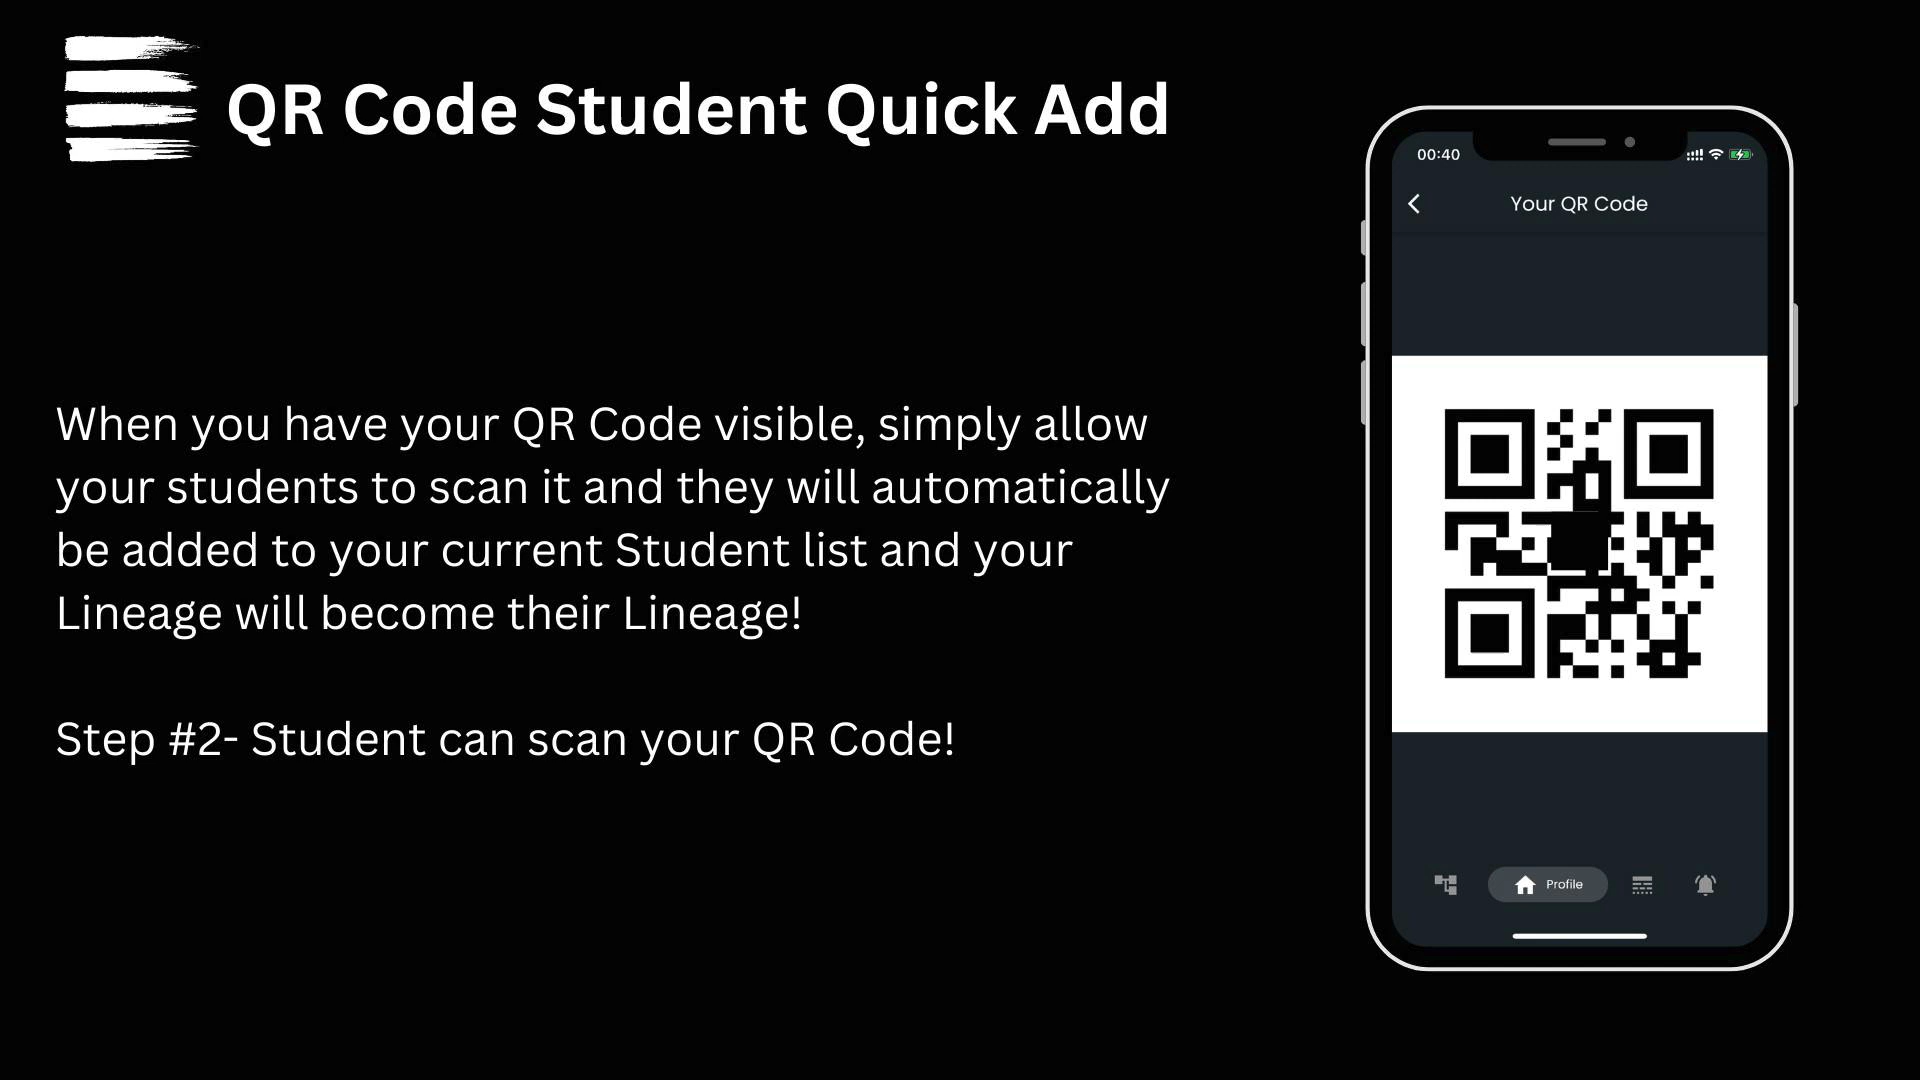 QR Code Student Quick Add
When you have your QR Code visible, simply allow
your students to scan it and they will automatically
be added to your current Student list and your
Lineage will become their Lineage!
Step #2- Student can scan your QR Code!
00:40
Your QR Code
Profile